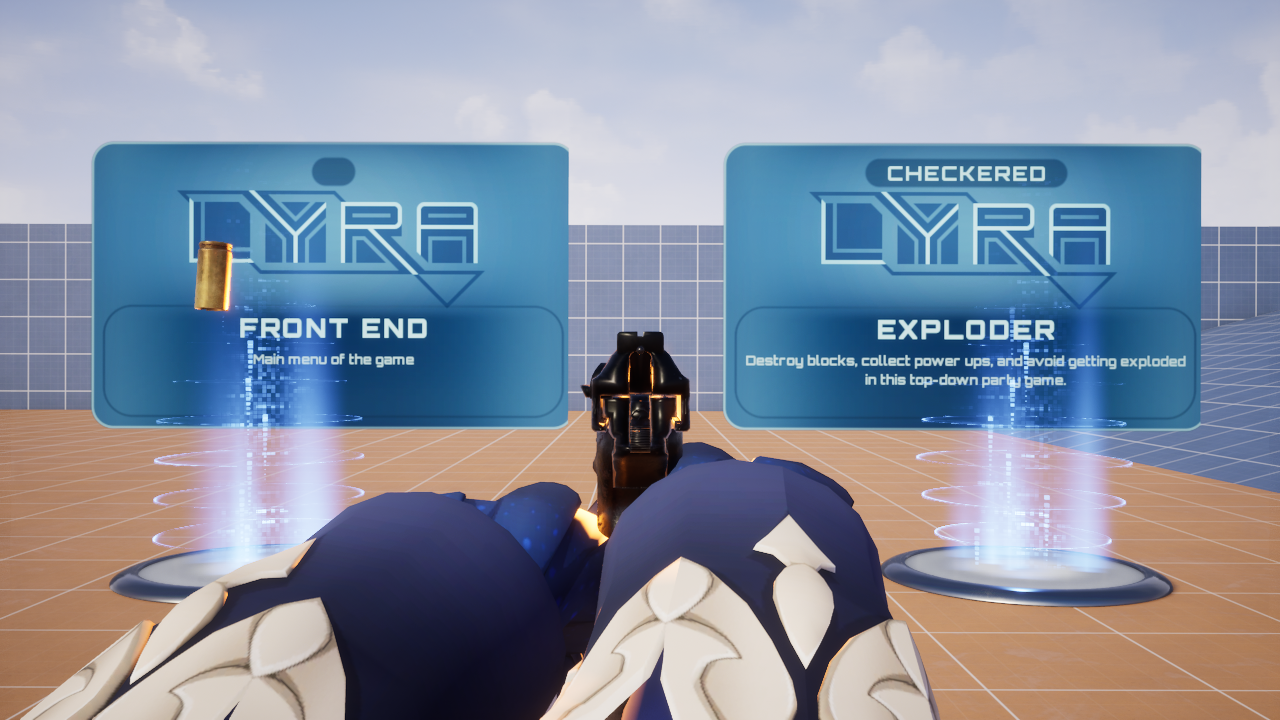 LYRA
FRONT END
Main menu of the game
CHECKERED
LYRA
EXPLODER
Destroy blocks, collect power ups, and avoid getting exploded
in this top-down party game.